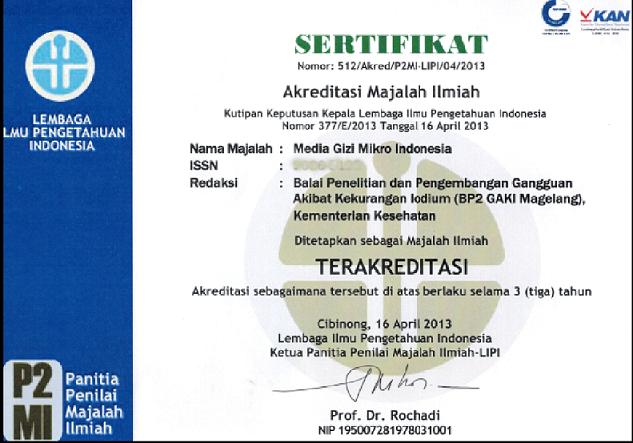 LEMBAGA
ILMU PENGETAHUAN
INDONESIA
KAN
SERTIFIKAT
Nomor: 512/Akred/P2MI-LIPI/04/2013
Akreditasi Majalah Ilmiah
Kutipan Keputusan Kepala Lembaga Ilmu Pengetahuan Indonesia
Nomor 377/E/2013 Tanggal 16 April 2013
Nama Majalah : Media Gizi Mikro Indonesia
ISSN :
Redaksi : Balai Penelitian dan Pengembangan Gangguan
Akibat Kekurangan Iodium (BP2 GAKI Magelang),
Kementerian Kesehatan
Ditetapkan sebagai Majalah Ilmiah
TERAKREDITASI
Akreditasi sebagaimana tersebut di atas berlaku selama 3 (tiga) tahun
Cibinong, 16 April 2013
Lembaga Ilmu Pengetahuan Indonesia
Ketua Panitia Penilai Majalah Ilmiah-LIPI
Prof. Dr. Rochadi
NIP 195007281978031001
P2
MI
Panitia
Penilai
Majalah
Ilmiah